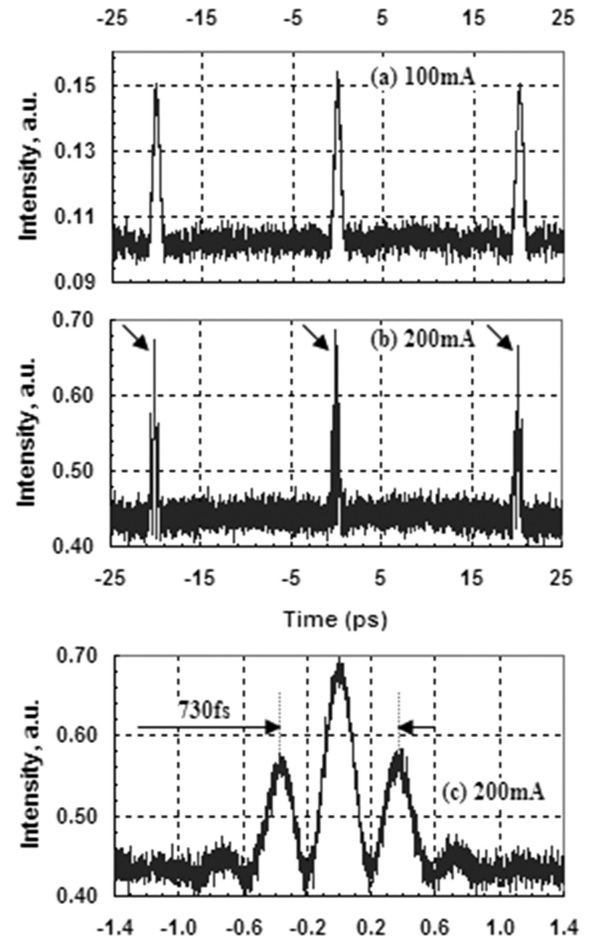 -25 -15 -5 5 15 25
(a) 100mA
0.15
0.13
0.11
0.09
Intensity, a.u.
0.70
(b) 200mA
0.60
0.50
0.40
Intensity, a.u.
-25 -15 -5 5 15 25
Time (ps)
0.70
730fs
0.60
(c) 200mA
0.50
0.40
Intensity, a.u.
-1.4 -1.0 -0.6 -0.2 0.2 0.6 1.0 1.4